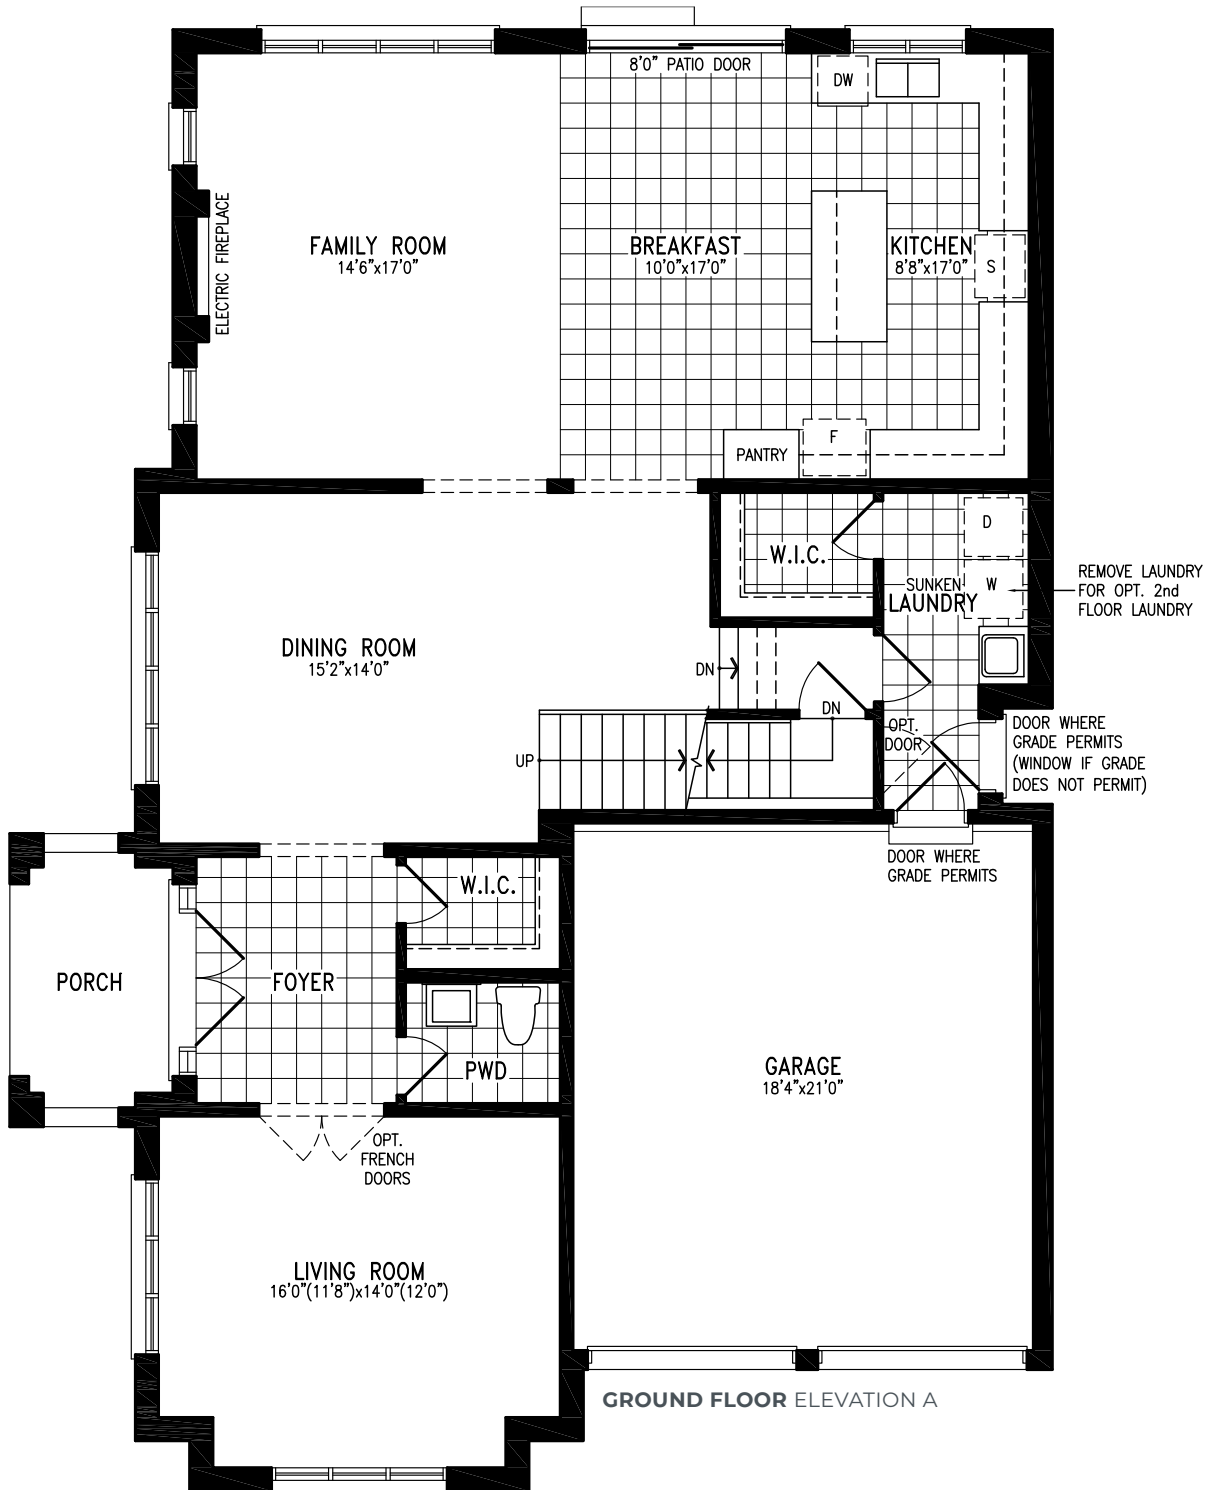 8'0" PATIO DOOR
DW
ELECTRIC FIREPLACE
FAMILY ROOM
14'6"x17'0"
BREAKFAST
10'0"x17'0"
KITCHEN
8'8"x17'0"
S
F
PANTRY
D
W.I.C.
SUNKEN
W
LAUNDRY
REMOVE LAUNDRY
FOR OPT. 2nd
FLOOR LAUNDRY
DINING ROOM
15'2"x14'0"
DN
DN
UP
OPT.
DOOR
DOOR WHERE
GRADE PERMITS
(WINDOW IF GRADE
DOES NOT PERMIT)
DOOR WHERE
GRADE PERMITS
W.I.C.
PORCH
FOYER
PWD
GARAGE
18'4"x21'0"
OPT.
FRENCH
DOORS
LIVING ROOM
16'0"(11'8")x14'0"(12'0")
GROUND FLOOR ELEVATION A